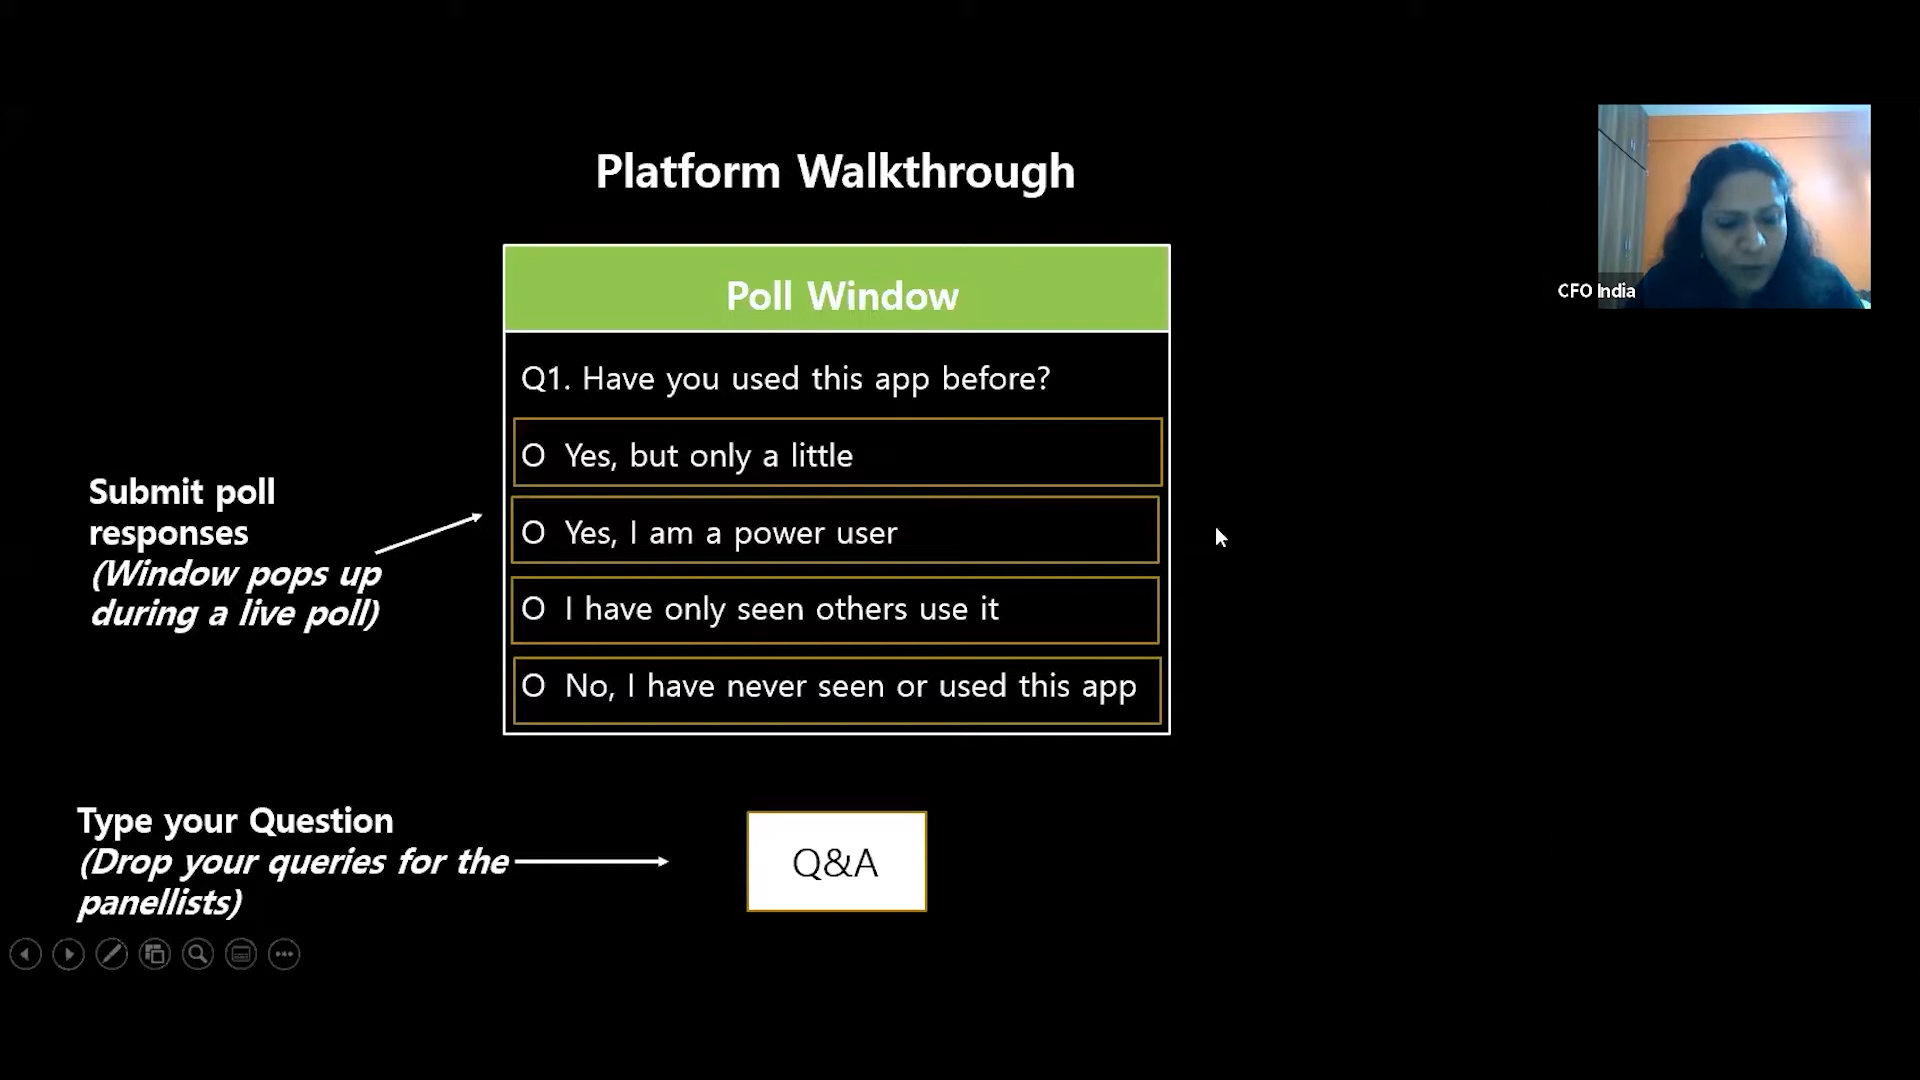 Platform Walkthrough
CFO India
Poll Window
Q1. Have you used this app before?
O Yes, but only a little
O Yes, I am a power user
O I have only seen others use it
O No, I have never seen or used this app
Submit poll
responses
(Window pops up
during a live poll)
Type your Question
(Drop your queries for the
panellists)
Q&A